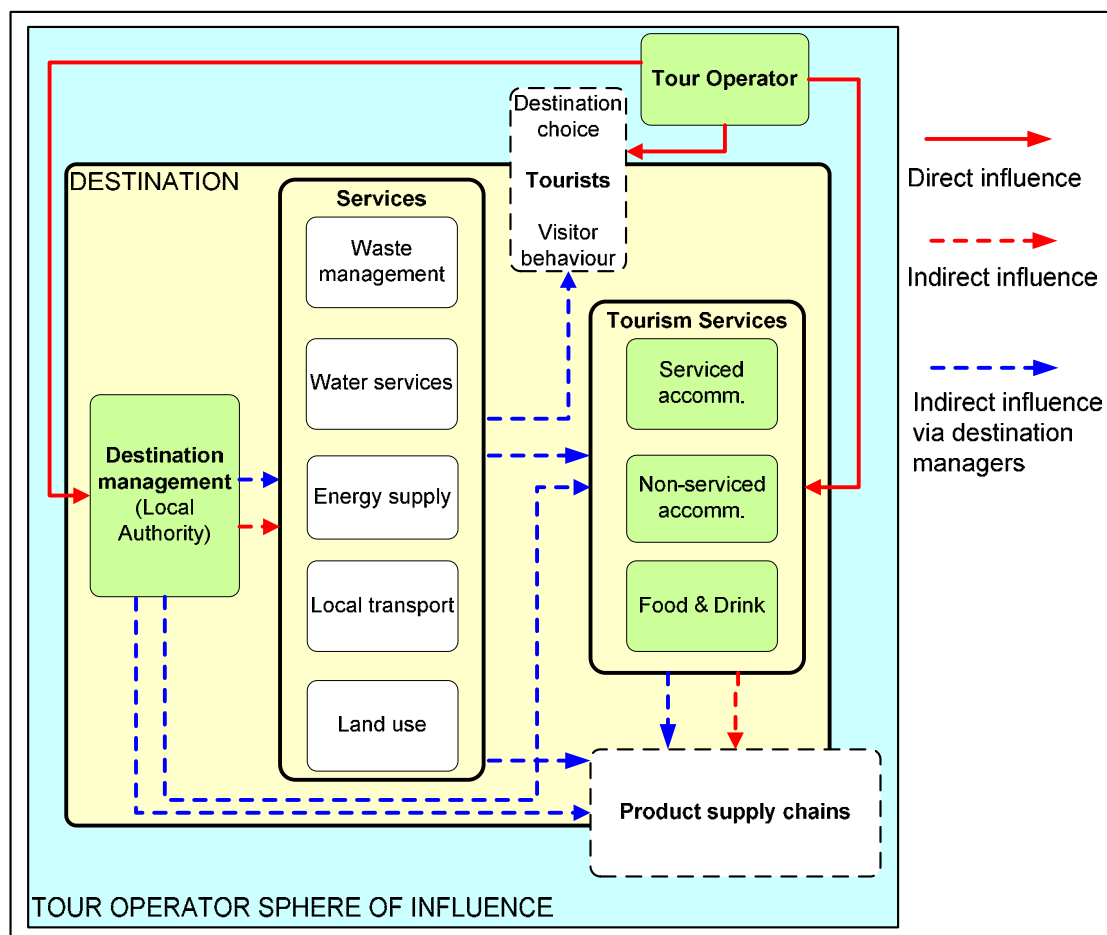 Tour Operator
Destination
choice
Tourists
Visitor
behaviour
DESTINATION
Services
Waste
management
Water services
Energy supply
Local transport
Land use
Destination
management
(Local
Authority)
Tourism Services
Serviced
accomm.
Non-serviced
accomm.
Food & Drink
Product supply chains
TOUR OPERATOR SPHERE OF INFLUENCE
Direct influence
Indirect influence
Indirect influence
via destination
managers